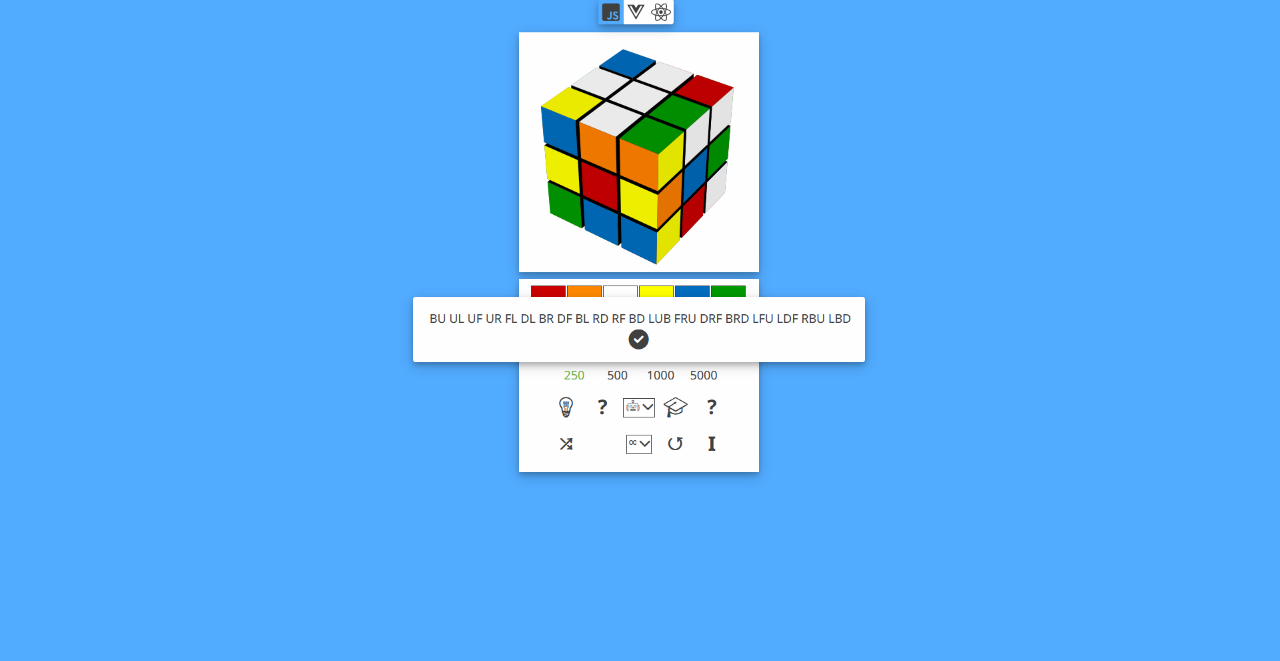 JS
BU UL UF UR FL DL BR DF BL RD RF BD LUB FRU DRF BRD LFU LDF RBU LBD
250 500 1000 5000
? ?
I